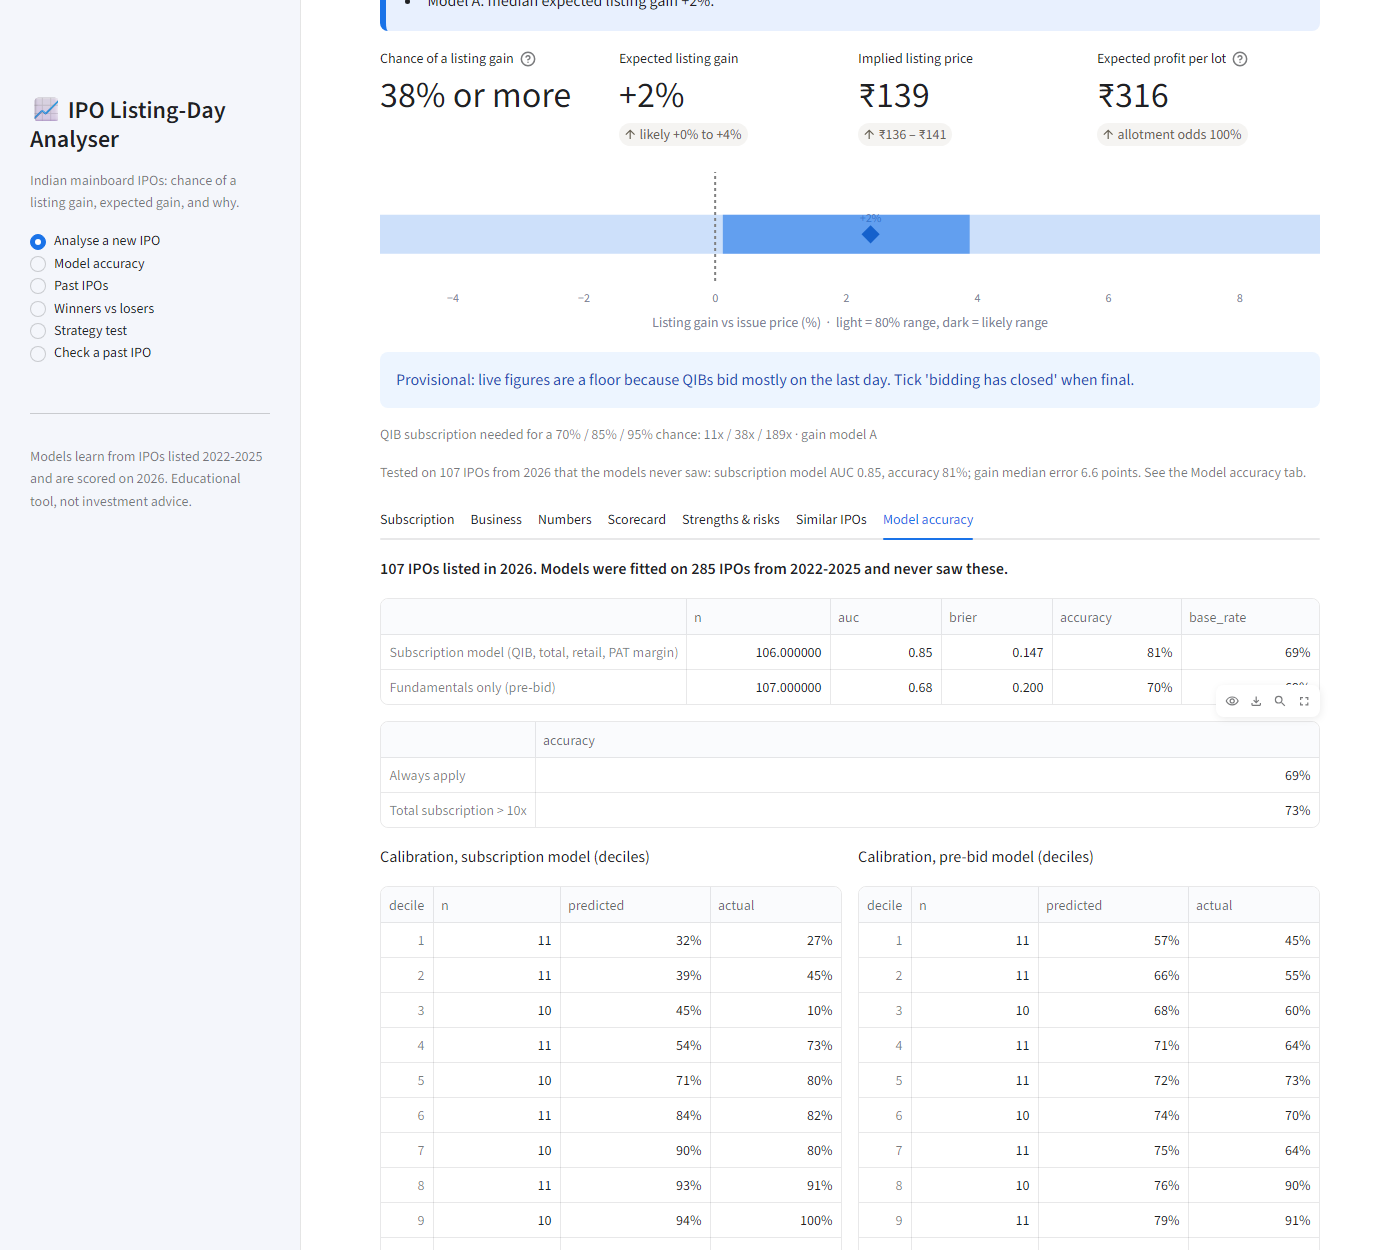 📈 IPO Listing-Day
Analyser
Indian mainboard IPOs: chance of a
listing gain, expected gain, and why.
Analyse a new IPO
Model accuracy
Past IPOs
Winners vs losers
Strategy test
Check a past IPO
Models learn from IPOs listed 2022-2025
and are scored on 2026. Educational
tool, not investment advice.
• Model A: median expected listing gain +2%.
Chance of a listing gain
38% or more
Expected listing gain
+2%
↑ likely +0% to +4%
Implied listing price
₹139
↑ ₹136 – ₹141
Expected profit per lot
₹316
↑ allotment odds 100%
+2%
−4 −2 0 2 4 6 8
Listing gain vs issue price (%) · light = 80% range, dark = likely range
Provisional: live figures are a floor because QIBs bid mostly on the last day. Tick 'bidding has closed' when final.
QIB subscription needed for a 70% / 85% / 95% chance: 11x / 38x / 189x · gain model A
Tested on 107 IPOs from 2026 that the models never saw: subscription model AUC 0.85, accuracy 81%; gain median error 6.6 points. See the Model accuracy tab.
Subscription Business Numbers Scorecard Strengths & risks Similar IPOs Model accuracy
107 IPOs listed in 2026. Models were fitted on 285 IPOs from 2022-2025 and never saw these.
n auc brier accuracy base_rate
Subscription model (QIB, total, retail, PAT margin) 106.000000 0.85 0.147 81% 69%
Fundamentals only (pre-bid) 107.000000 0.68 0.200 70%
accuracy
Always apply 69%
Total subscription > 10x 73%
Calibration, subscription model (deciles)
decile n predicted actual
1 11 32% 27%
2 11 39% 45%
3 10 45% 10%
4 11 54% 73%
5 10 71% 80%
6 11 84% 82%
7 10 90% 80%
8 11 93% 91%
9 10 94% 100%
Calibration, pre-bid model (deciles)
decile n predicted actual
1 11 57% 45%
2 11 66% 55%
3 10 68% 60%
4 11 71% 64%
5 11 72% 73%
6 10 74% 70%
7 11 75% 64%
8 10 76% 90%
9 11 79% 91%